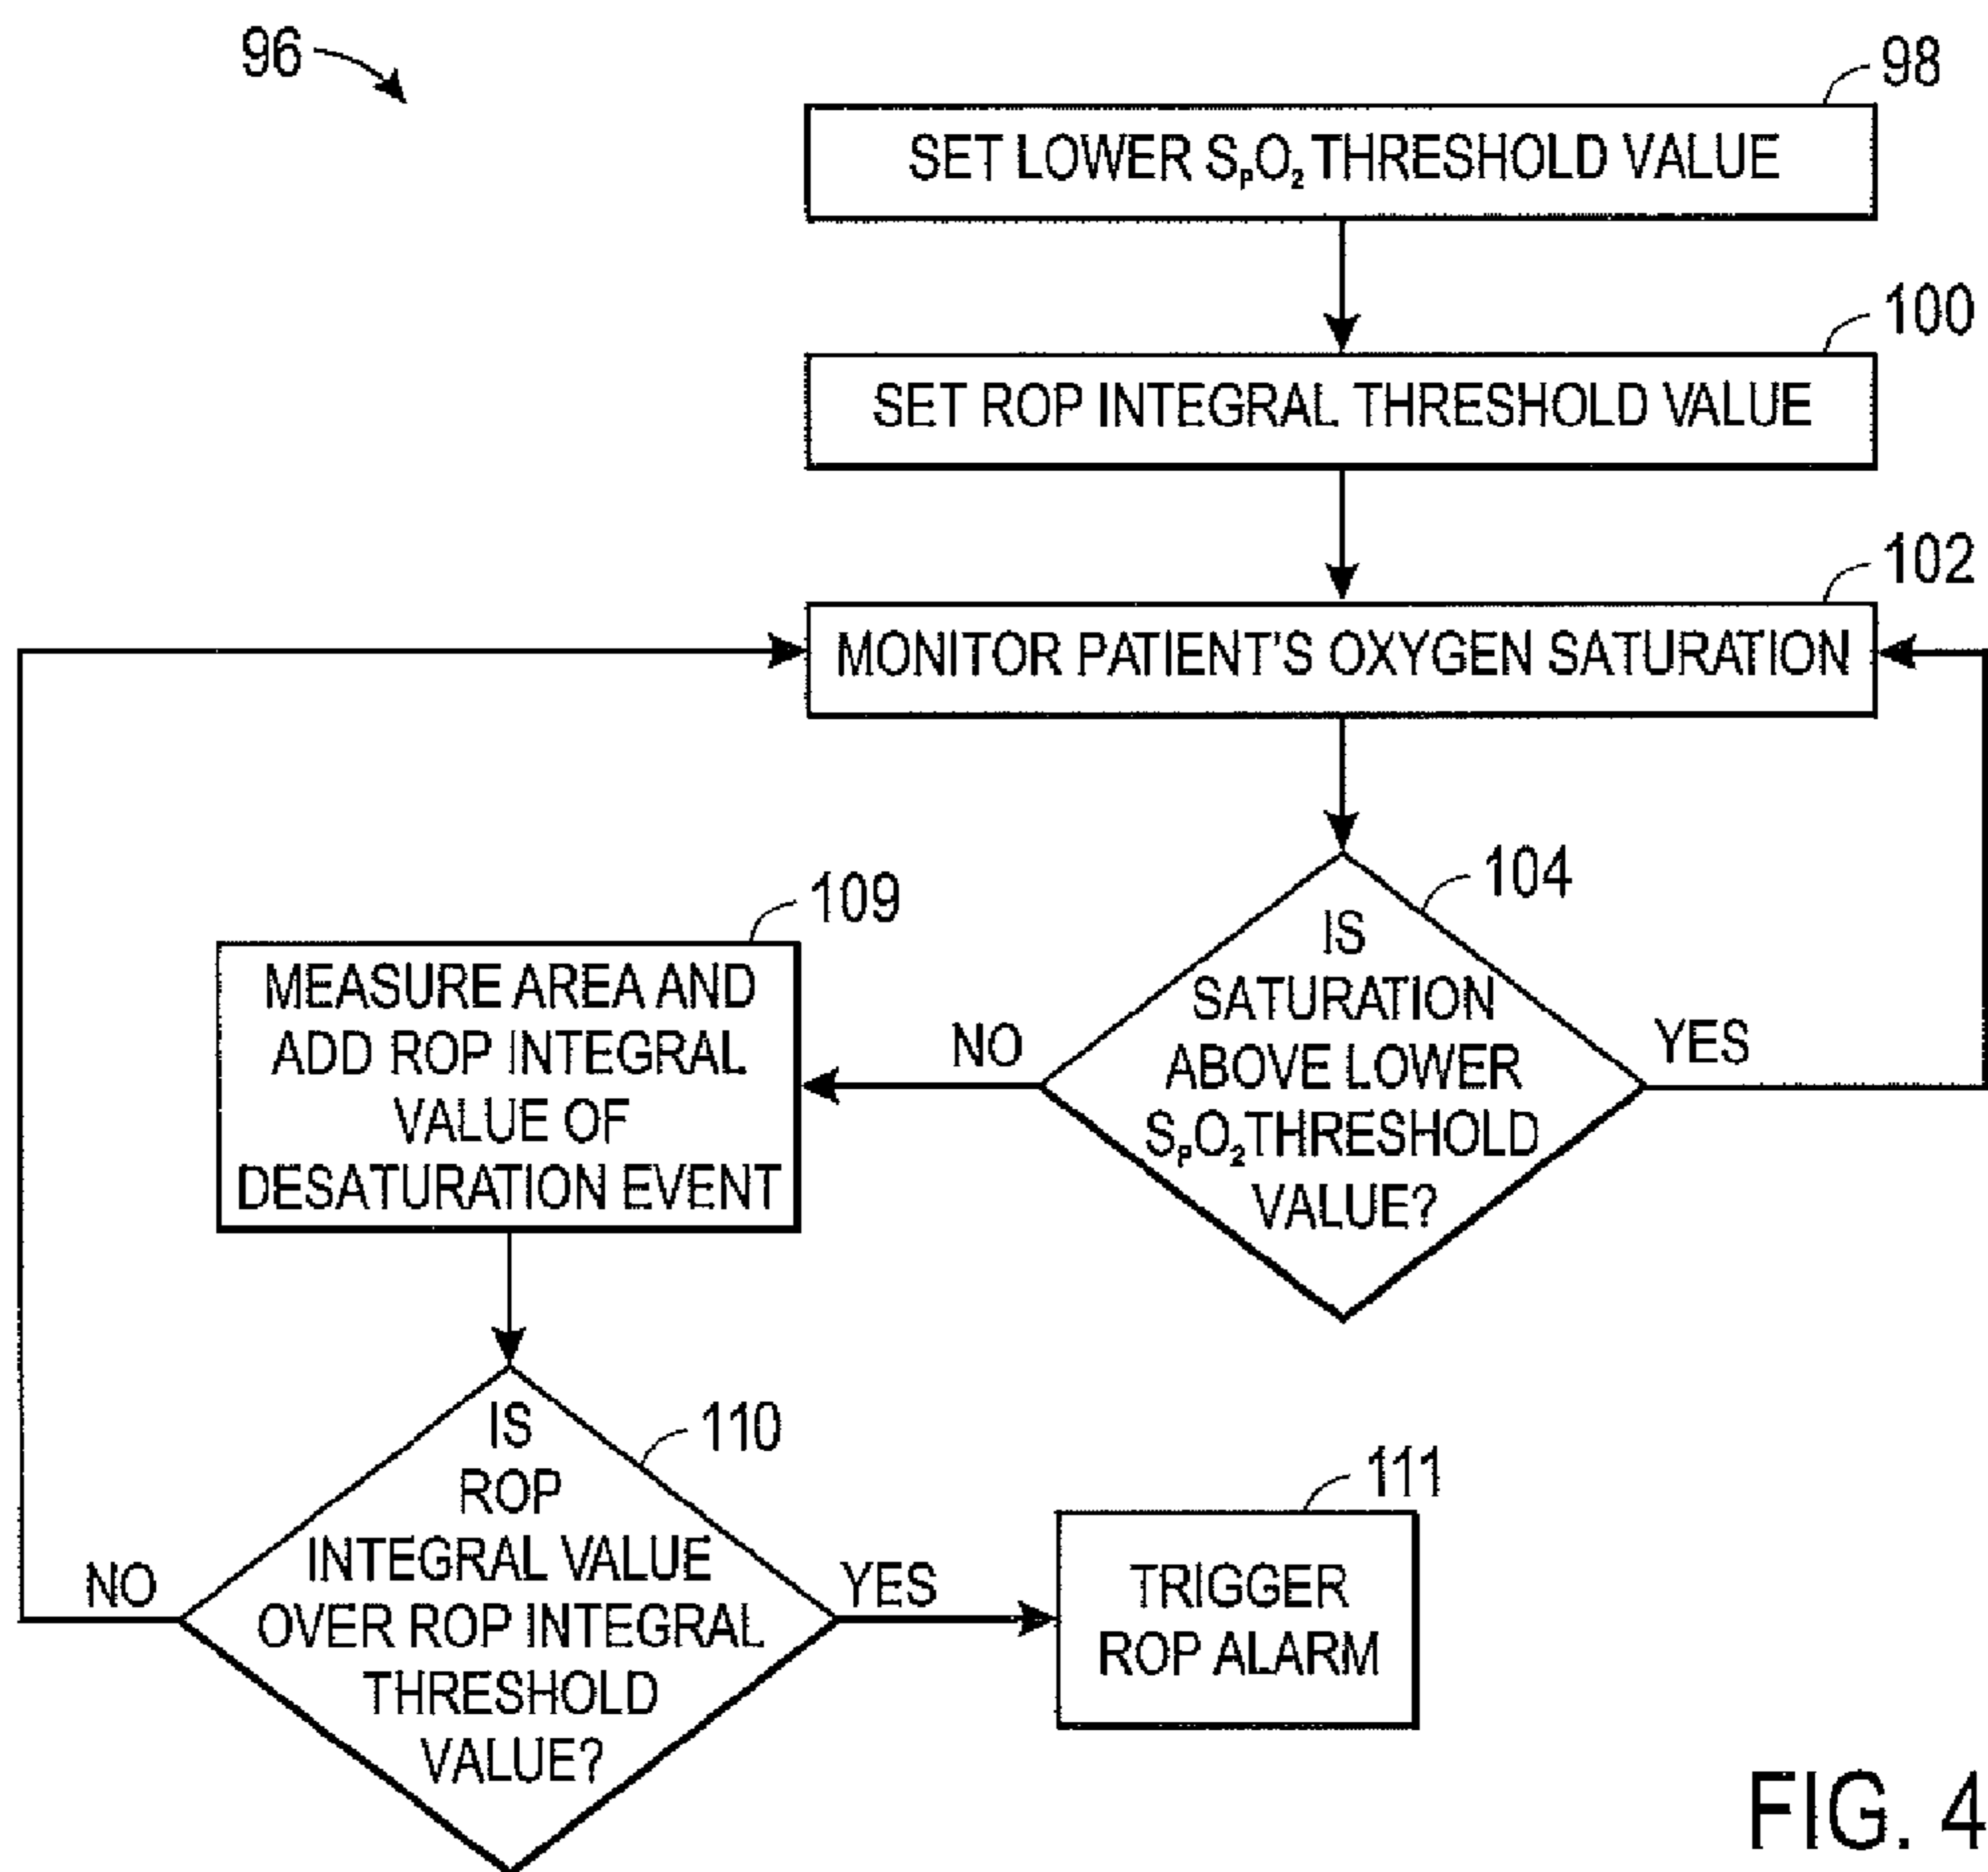 96
98
SET LOWER SPO2 THRESHOLD VALUE
100
SET ROP INTEGRAL THRESHOLD VALUE
102
MONITOR PATIENT'S OXYGEN SATURATION
104
IS
SATURATION
ABOVE LOWER
SPO2 THRESHOLD
VALUE?
YES
NO
109
MEASURE AREA AND
ADD ROP INTEGRAL
VALUE OF
DESATURATION EVENT
110
IS
ROP
INTEGRAL VALUE
OVER ROP INTEGRAL
THRESHOLD
VALUE?
NO
YES
111
TRIGGER
ROP ALARM
FIG. 4